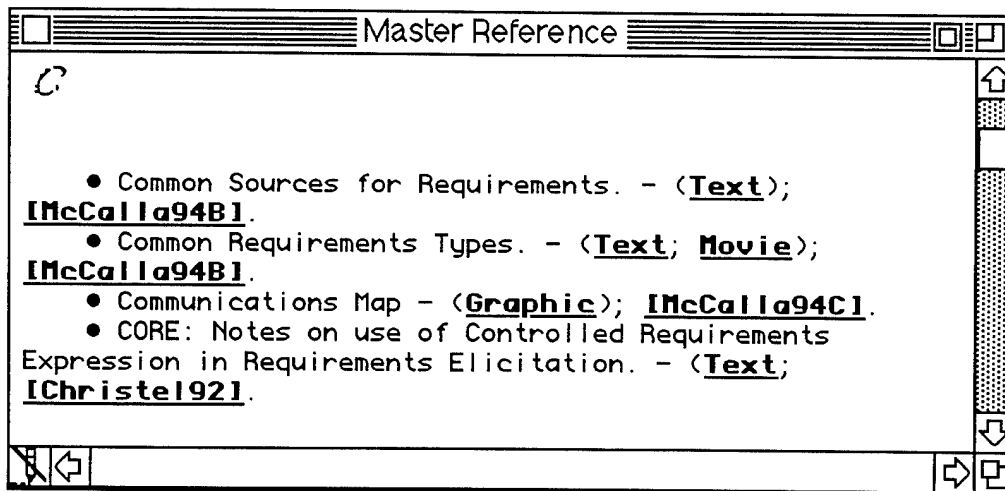 Master Reference
C
● Common Sources for Requirements. - (Text);
[McCalla94B].
● Common Requirements Types. - (Text; Movie);
[McCalla94B].
● Communications Map - (Graphic); [McCalla94C].
● CORE: Notes on use of Controlled Requirements
Expression in Requirements Elicitation. - (Text;
[Christel92].